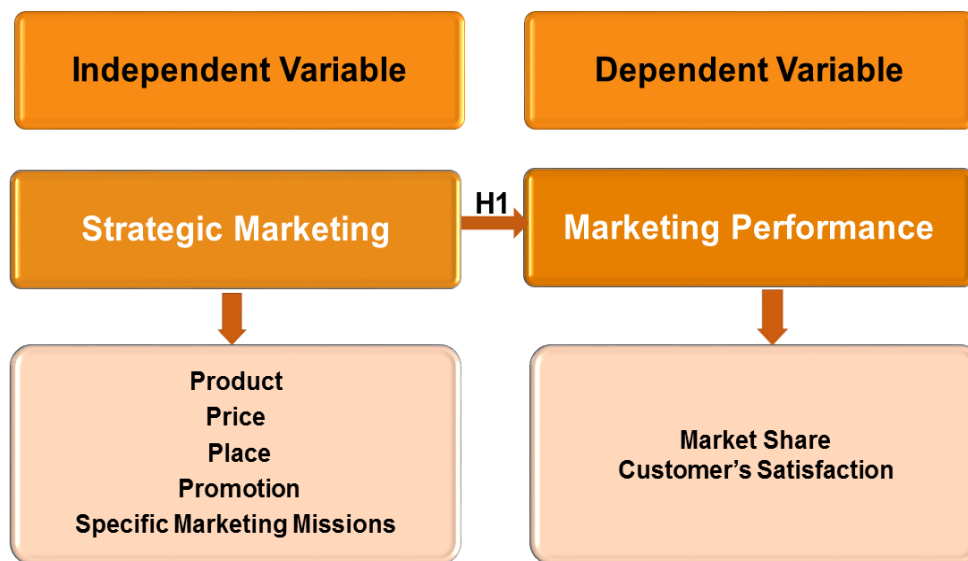 Independent Variable
Dependent Variable
Strategic Marketing
H1
Marketing Performance
Product
Price
Place
Promotion
Specific Marketing Missions
Market Share
Customer’s Satisfaction